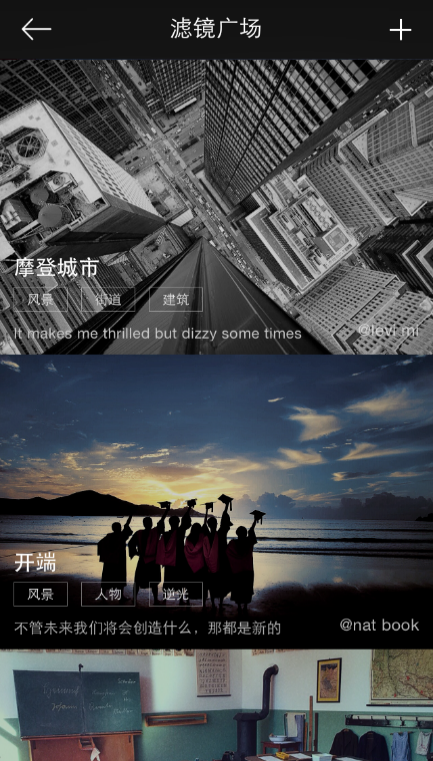 滤镜广场
摩登城市
风景 街道 建筑
It makes me thrilled but dizzy some times @levi mi
开端
风景 人物 逆光
不管未来我们将会创造什么，那都是新的 @nat book